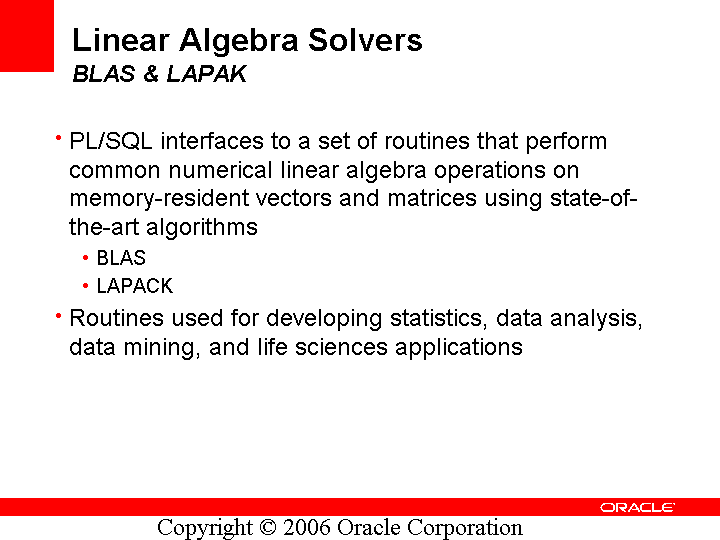 Linear Algebra Solvers
BLAS & LAPAK
• PL/SQL interfaces to a set of routines that perform
common numerical linear algebra operations on
memory-resident vectors and matrices using state-of-
the-art algorithms
• BLAS
• LAPACK
• Routines used for developing statistics, data analysis,
data mining, and life sciences applications
ORACLE
Copyright © 2006 Oracle Corporation